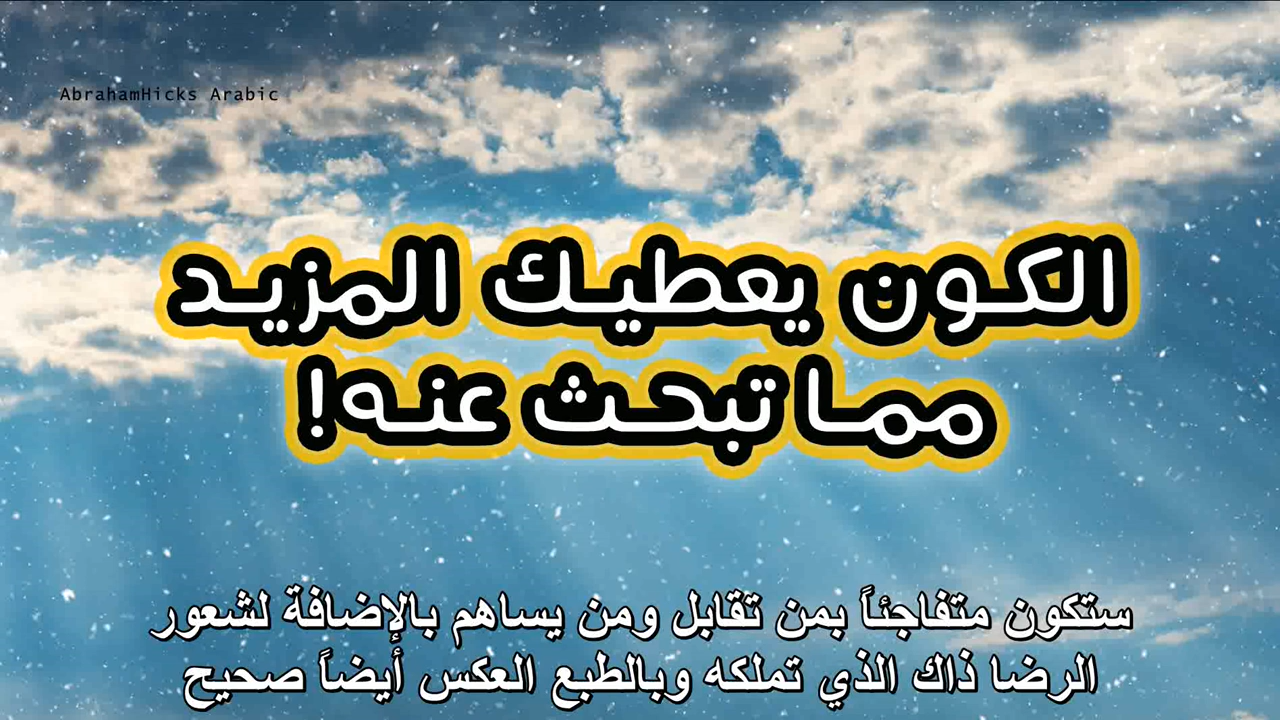 AbrahamHicks Arabic
الكون يعطيك المزيد
مما تبحث عنه!
ستكون متفاجئاً بمن تقابل ومن يساهم بالإضافة لشعور
الرضا ذاك الذي تملكه وبالطبع العكس أيضاً صحيح